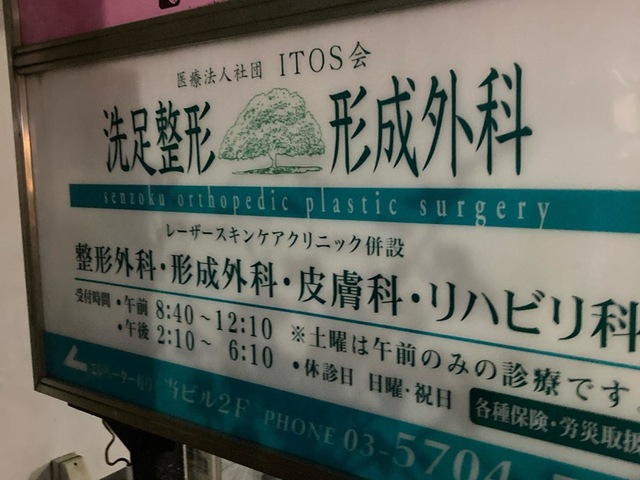 医療法人社団 ITOS会
洗足整形 形成外科
senzoku orthopedic plastic surgery
レーザースキンケアクリニック併設
整形外科・形成外科・皮膚科・リハビリ科
受付時間 ・午前 8:40～12:10 ※土曜は午前のみの診療です。
・午後 2:10～ 6:10 ・休診日 日曜・祝日
各種保険・労災取扱
当ビル2F PHONE 03-5704